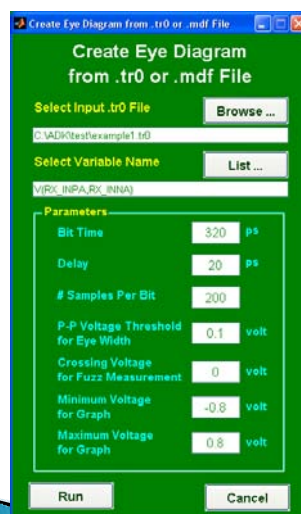 Create Eye Diagram from .tr0 or .mdf File
Create Eye Diagram
from .tr0 or .mdf File
Select Input .tr0 File
Browse ...
C:\ADK\test\example1.tr0
Select Variable Name
List ...
V(RX_INPA,RX_INNA)
Parameters
Bit Time 320 ps
Delay 20 ps
# Samples Per Bit 200
P-P Voltage Threshold
for Eye Width 0.1 volt
Crossing Voltage
for Fuzz Measurement 0 volt
Minimum Voltage
for Graph -0.8 volt
Maximum Voltage
for Graph 0.8 volt
Run Cancel